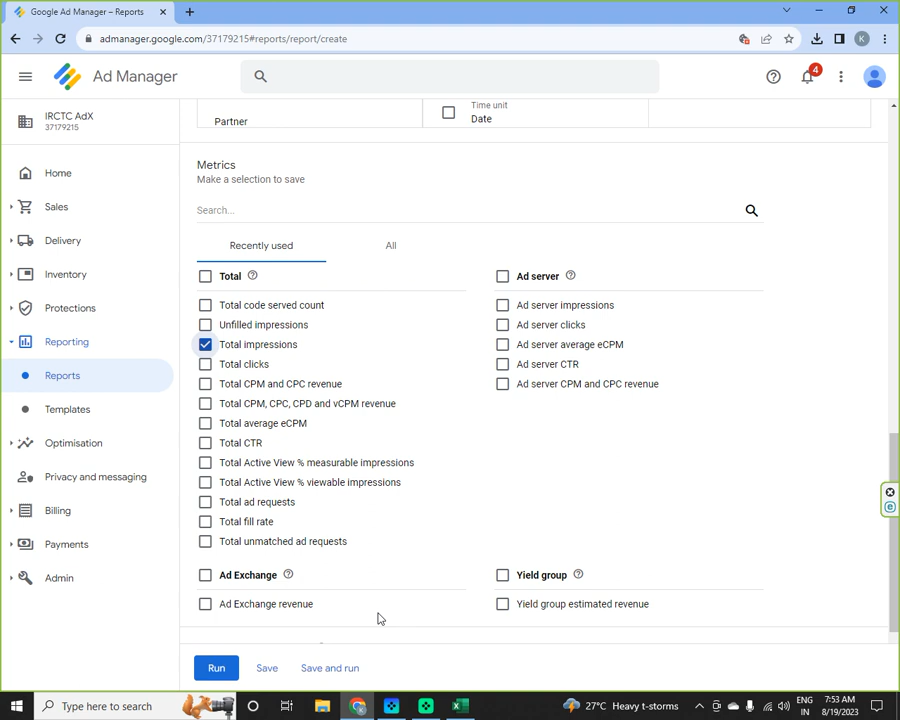 Google Ad Manager – Reports
admanager.google.com/37179215#reports/report/create
K
Ad Manager
4
IRCTC AdX
37179215
Home
Sales
Delivery
Inventory
Protections
Reporting
Reports
Templates
Optimisation
Privacy and messaging
Billing
Payments
Admin
Partner
Time unit
Date
Metrics
Make a selection to save
Search...
Recently used
All
Total
Total code served count
Unfilled impressions
Total impressions
Total clicks
Total CPM and CPC revenue
Total CPM, CPC, CPD and vCPM revenue
Total average eCPM
Total CTR
Total Active View % measurable impressions
Total Active View % viewable impressions
Total ad requests
Total fill rate
Total unmatched ad requests
Ad server
Ad server impressions
Ad server clicks
Ad server average eCPM
Ad server CTR
Ad server CPM and CPC revenue
Ad Exchange
Ad Exchange revenue
Yield group
Yield group estimated revenue
Run
Save
Save and run
Type here to search
27°C Heavy t-storms
ENG
IN
7:53 AM
8/19/2023